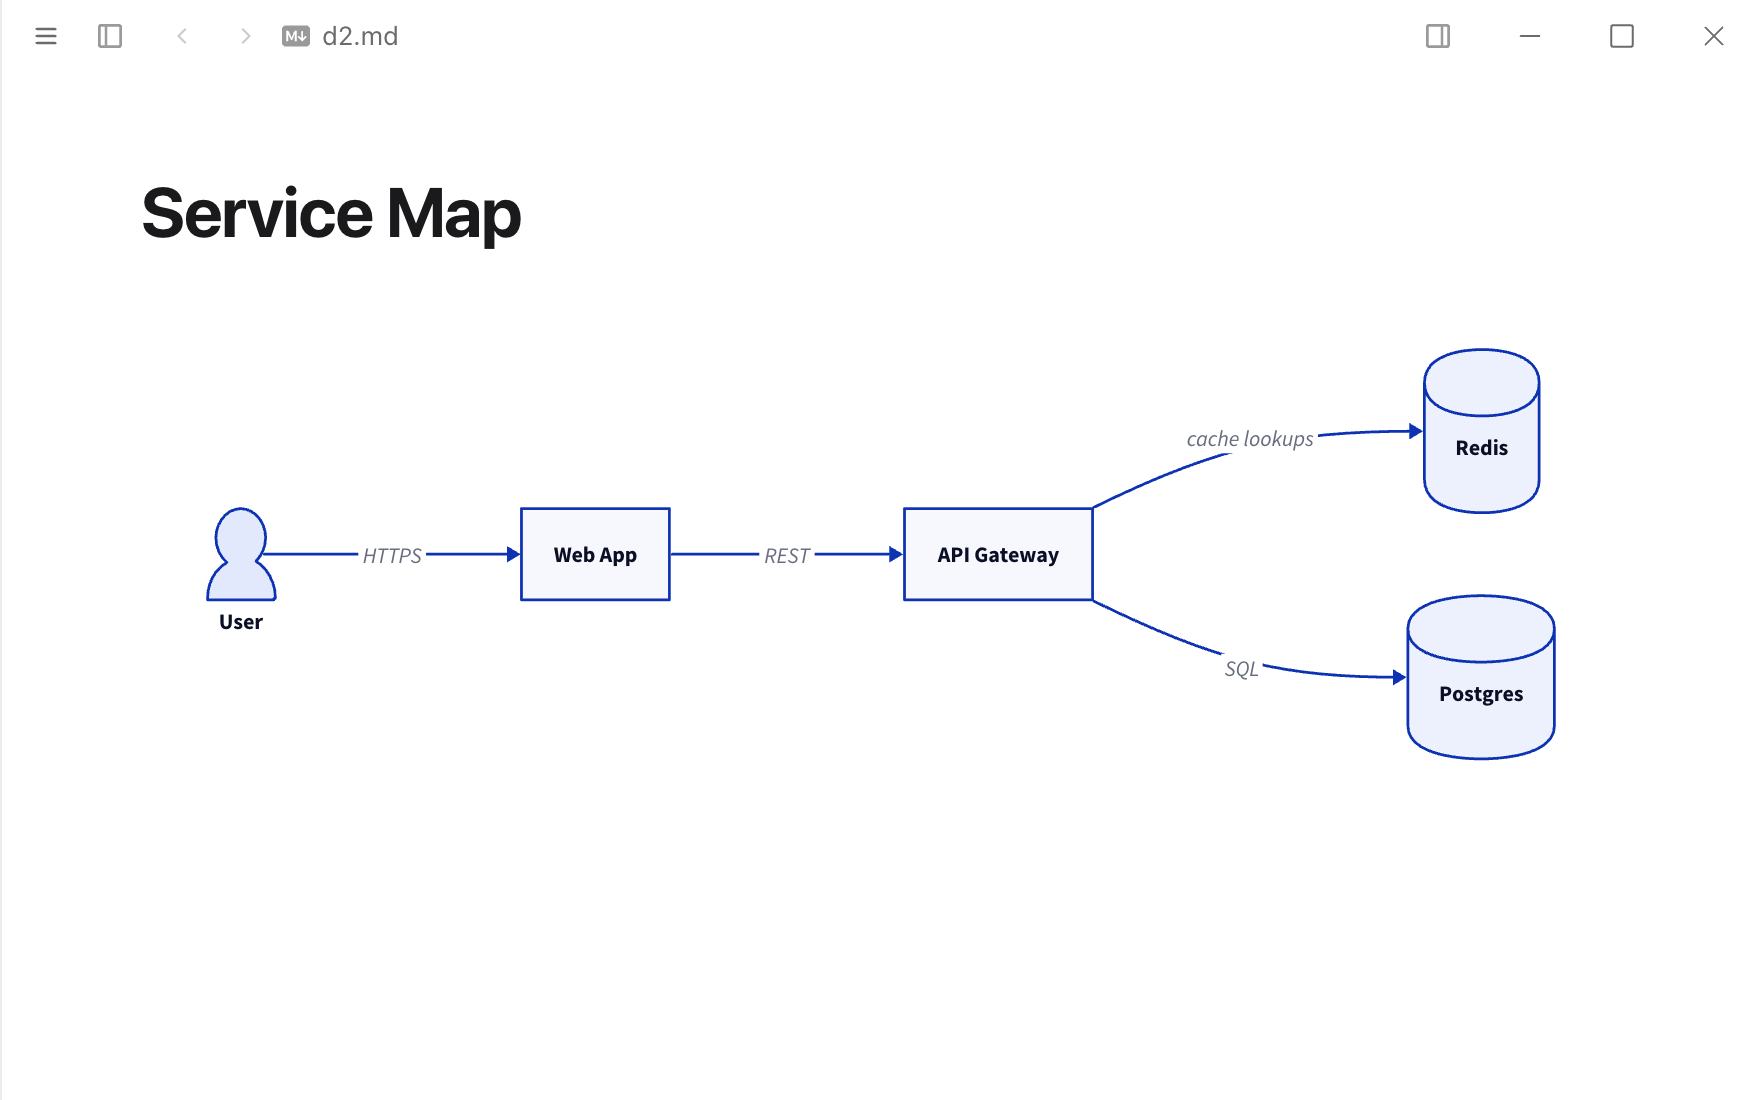 M↓ d2.md
Service Map
cache lookups
Redis
HTTPS
Web App
REST
API Gateway
User
SQL
Postgres